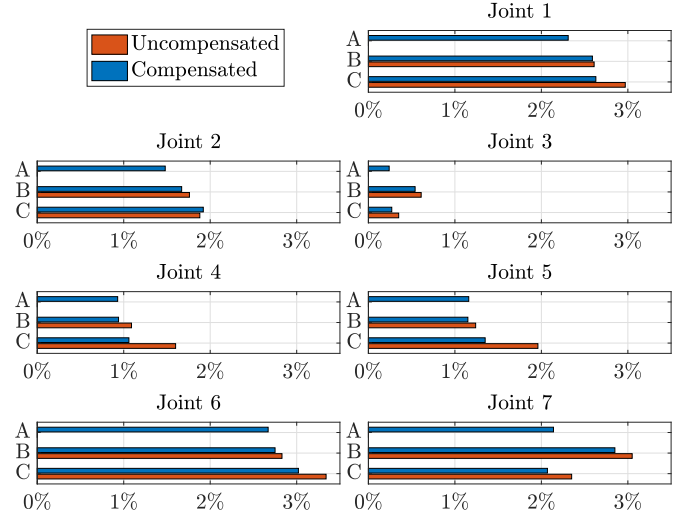 Joint 1
Uncompensated
Compensated
A
B
C
0% 1% 2% 3%
Joint 2
A
B
C
0% 1% 2% 3%
Joint 3
A
B
C
0% 1% 2% 3%
Joint 4
A
B
C
0% 1% 2% 3%
Joint 5
A
B
C
0% 1% 2% 3%
Joint 6
A
B
C
0% 1% 2% 3%
Joint 7
A
B
C
0% 1% 2% 3%